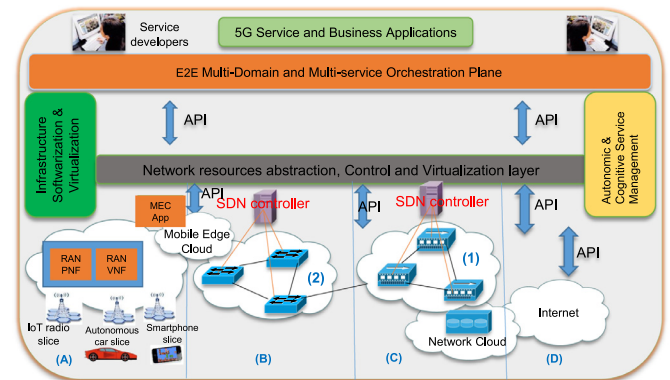 Service
developers
5G Service and Business Applications
E2E Multi-Domain and Multi-service Orchestration Plane
Infrastructure
Softwarization &
Virtualization
API
API
Autonomic &
Cognitive Service
Management
Network resources abstraction, Control and Virtualization layer
MEC
App
API
SDN controller
API
SDN controller
Mobile Edge
Cloud
API
RAN
PNF
RAN
VNF
(2)
(1)
IoT radio
slice
Autonomous
car slice
Smartphone
slice
Internet
Network Cloud
(A)
(B)
(C)
(D)